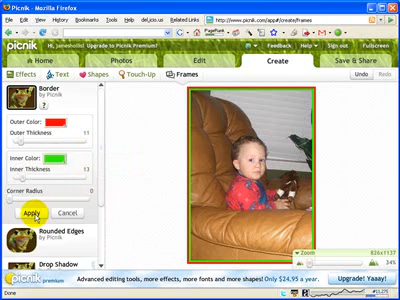 Picnik - Mozilla Firefox
File Edit View History Bookmarks Tools Help del.icio.us Related Links http://www.picnik.com/app#/create/frames
picnik Hi, jameshollis! Upgrade to Picnik Premium? Feedback Help Sign out Fullscreen
Home Photos Edit Create Save & Share
Effects Text Shapes Touch-Up Frames Undo Redo
Border
by Picnik
?
Outer Color:
Outer Thickness 11
Inner Color:
Inner Thickness 13
Corner Radius 0
Apply Cancel
Rounded Edges
by Picnik
Drop Shadow
Zoom 826x1137
34%
picnik premium Advanced editing tools, more effects, more fonts and more shapes! Only $24.95 a year. Upgrade! Yaaay!
Done